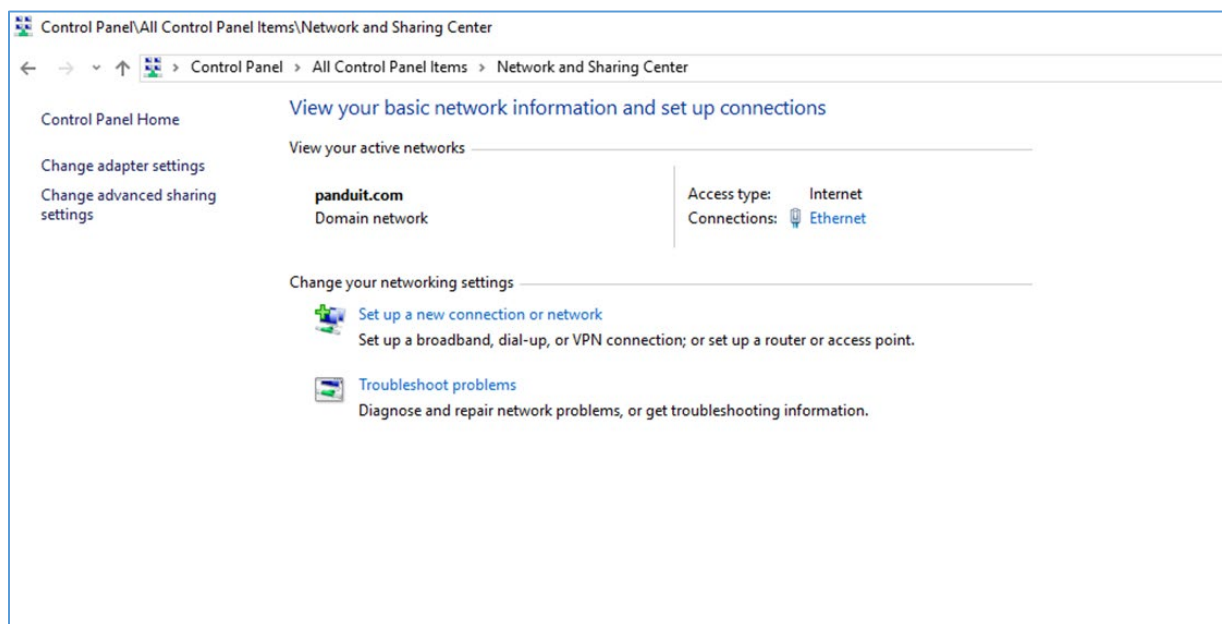 Control Panel\All Control Panel Items\Network and Sharing Center
Control Panel > All Control Panel Items > Network and Sharing Center
Control Panel Home
Change adapter settings
Change advanced sharing
settings
View your basic network information and set up connections
View your active networks
panduit.com
Domain network
Access type: Internet
Connections: Ethernet
Change your networking settings
Set up a new connection or network
Set up a broadband, dial-up, or VPN connection; or set up a router or access point.
Troubleshoot problems
Diagnose and repair network problems, or get troubleshooting information.